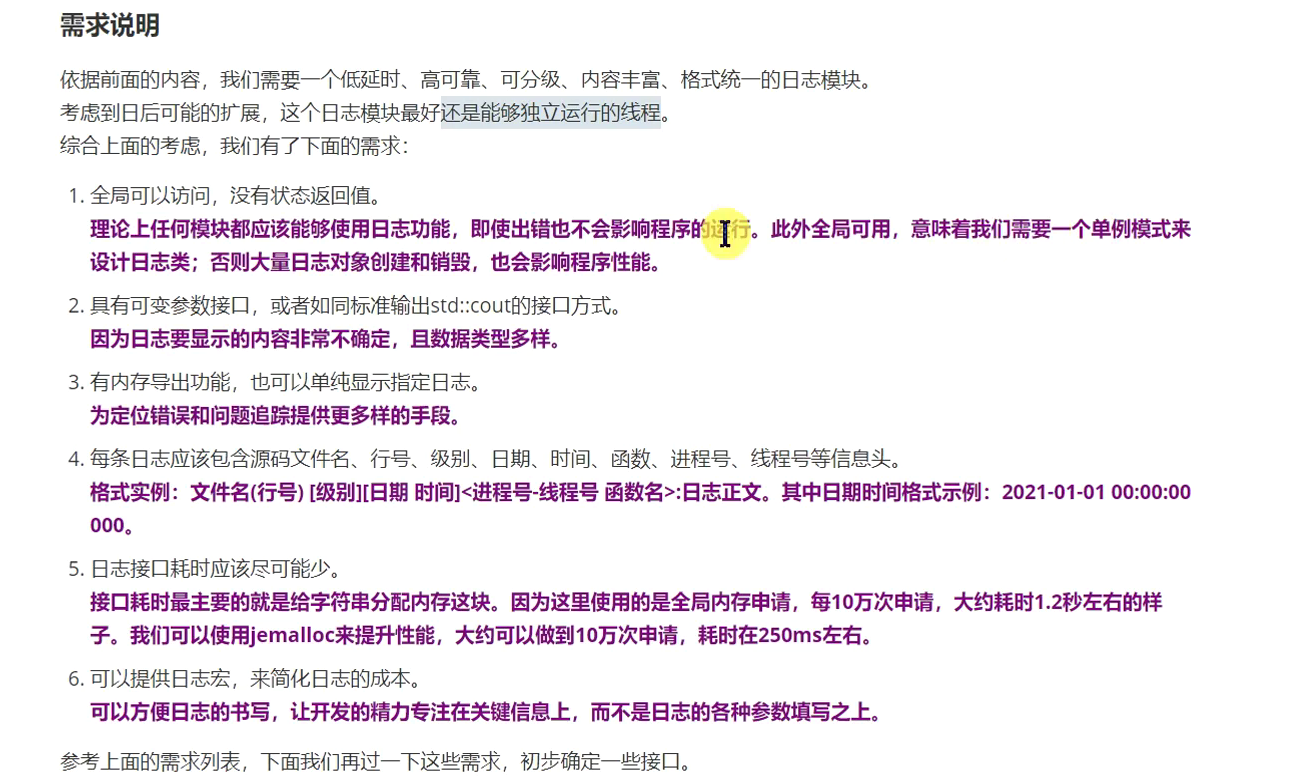 需求说明
依据前面的内容，我们需要一个低延时、高可靠、可分级、内容丰富、格式统一的日志模块。
考虑到日后可能的扩展，这个日志模块最好还是能够独立运行的线程。
综合上面的考虑，我们有了下面的需求：
1. 全局可以访问，没有状态返回值。
理论上任何模块都应该能够使用日志功能，即使出错也不会影响程序的运行。此外全局可用，意味着我们需要一个单例模式来
设计日志类；否则大量日志对象创建和销毁，也会影响程序性能。
2. 具有可变参数接口，或者如同标准输出std::cout的接口方式。
因为日志要显示的内容非常不确定，且数据类型多样。
3. 有内存导出功能，也可以单纯显示指定日志。
为定位错误和问题追踪提供更多样的手段。
4. 每条日志应该包含源码文件名、行号、级别、日期、时间、函数、进程号、线程号等信息头。
格式实例：文件名(行号) [级别][日期 时间]<进程号-线程号 函数名>:日志正文。其中日期时间格式示例：2021-01-01 00:00:00
000。
5. 日志接口耗时应该尽可能少。
接口耗时最主要的就是给字符串分配内存这块。因为这里使用的是全局内存申请，每10万次申请，大约耗时1.2秒左右的样
子。我们可以使用jemalloc来提升性能，大约可以做到10万次申请，耗时在250ms左右。
6. 可以提供日志宏，来简化日志的成本。
可以方便日志的书写，让开发的精力专注在关键信息上，而不是日志的各种参数填写之上。
参考上面的需求列表，下面我们再过一下这些需求，初步确定一些接口。